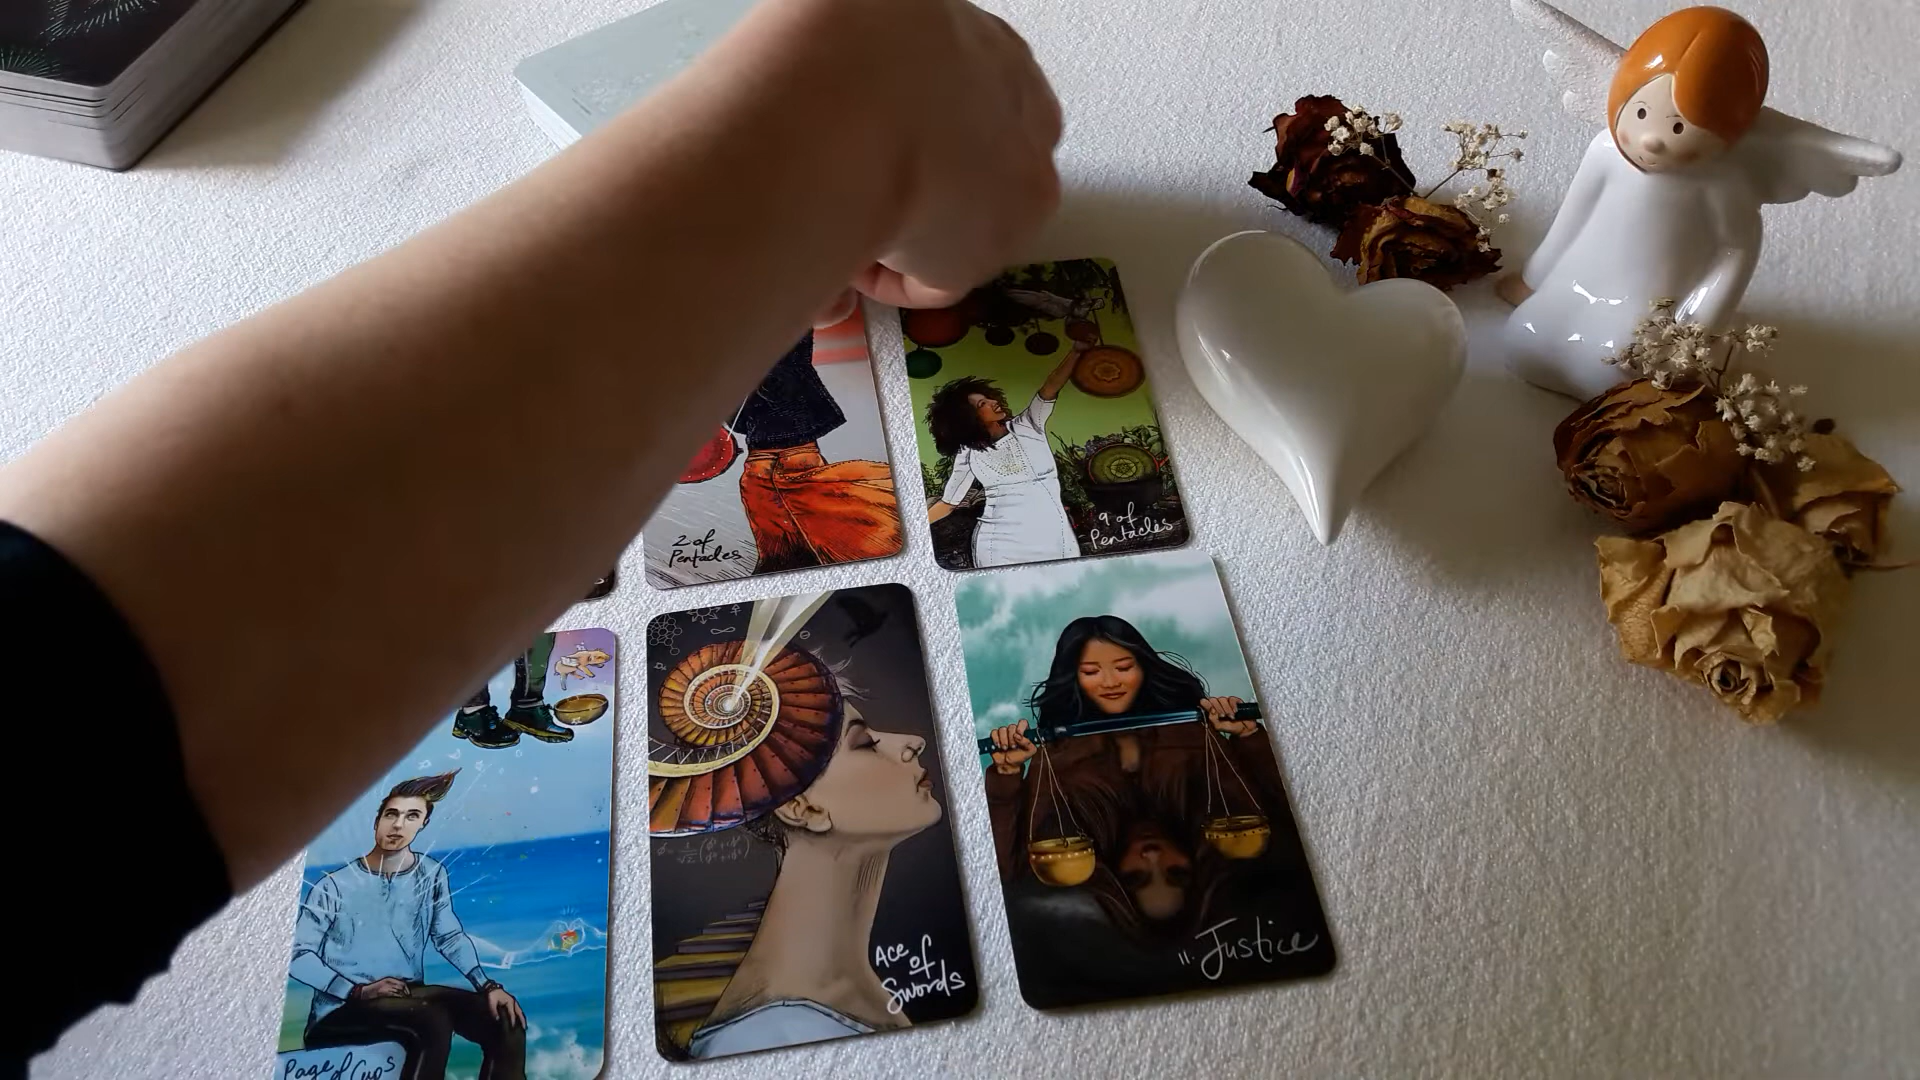 2 of
Pentacles
9 of
Pentacles
Page of Cups
Ace
of
Swords
11. Justice